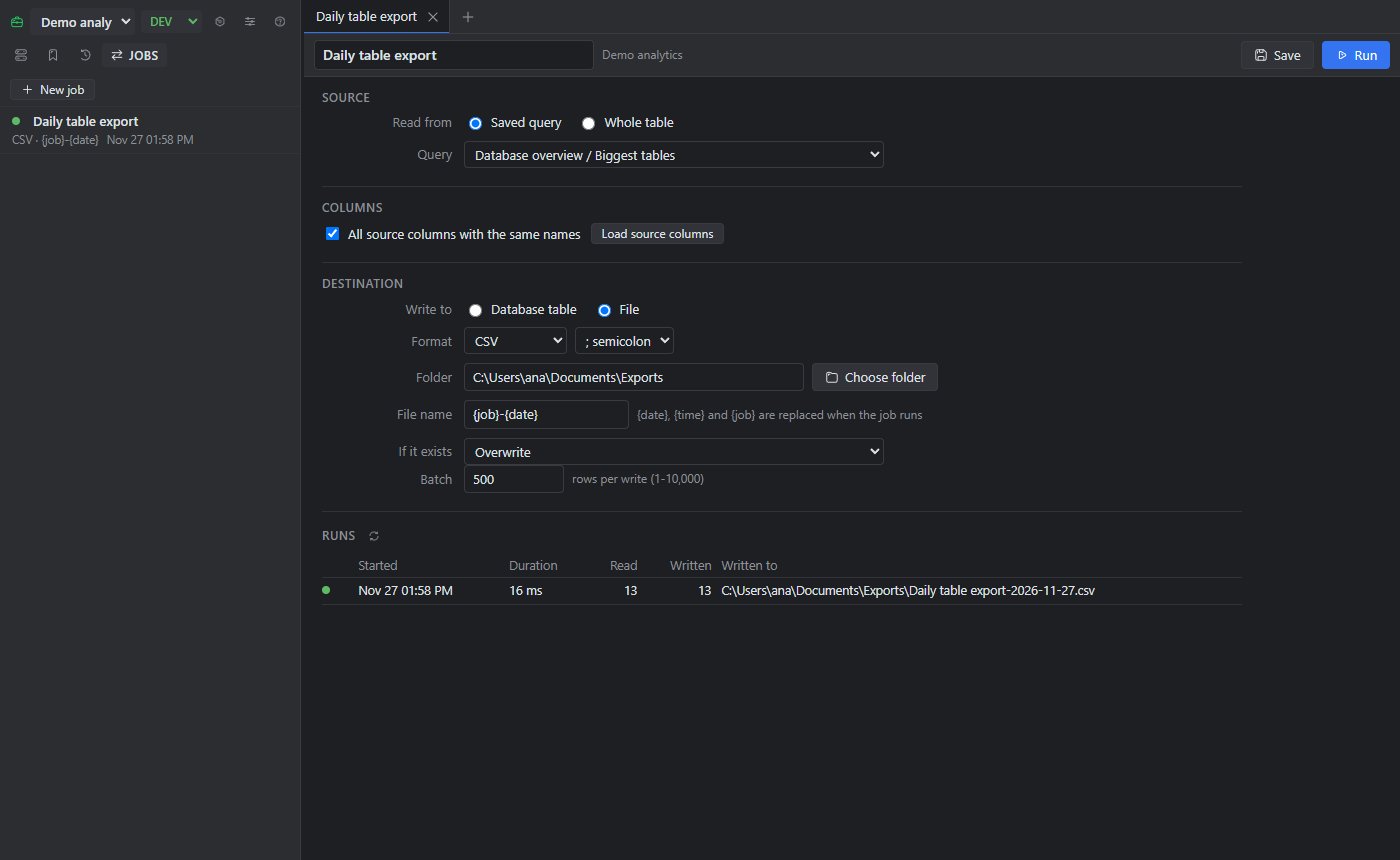 Demo analy DEV
JOBS
New job
Daily table export
CSV · {job}-{date} Nov 27 01:58 PM
Daily table export
Daily table export Demo analytics Save Run
SOURCE
Read from Saved query Whole table
Query Database overview / Biggest tables
COLUMNS
All source columns with the same names Load source columns
DESTINATION
Write to Database table File
Format CSV ; semicolon
Folder C:\Users\ana\Documents\Exports Choose folder
File name {job}-{date} {date}, {time} and {job} are replaced when the job runs
If it exists Overwrite
Batch 500 rows per write (1-10,000)
RUNS
Started Duration Read Written Written to
Nov 27 01:58 PM 16 ms 13 13 C:\Users\ana\Documents\Exports\Daily table export-2026-11-27.csv